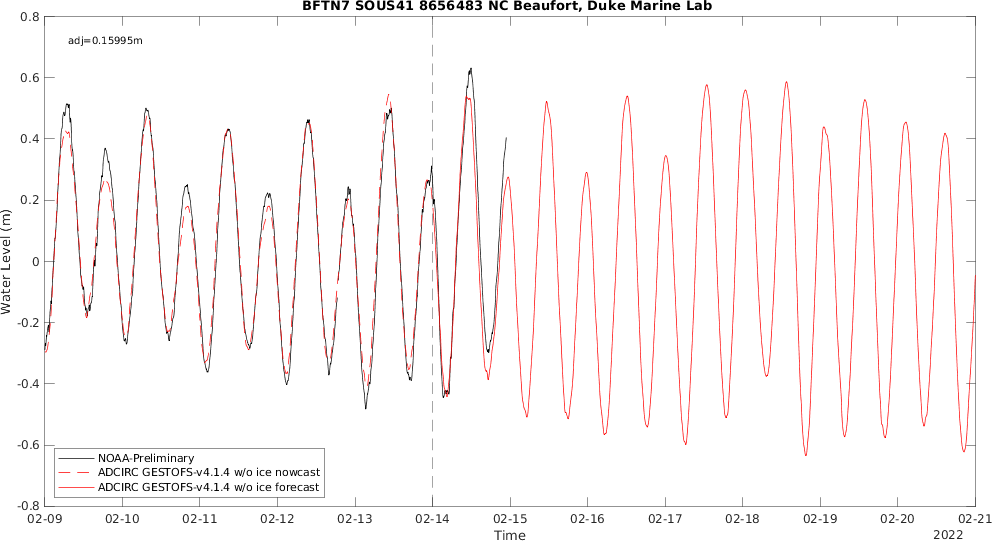 BFTN7 SOUS41 8656483 NC Beaufort, Duke Marine Lab
0.8
adj=0.15995m
0.6
0.4
0.2
0
-0.2
-0.4
-0.6
-0.8
Water Level (m)
NOAA-Preliminary
ADCIRC GESTOFS-v4.1.4 w/o ice nowcast
ADCIRC GESTOFS-v4.1.4 w/o ice forecast
02-09 02-10 02-11 02-12 02-13 02-14 02-15 02-16 02-17 02-18 02-19 02-20 02-21
Time
2022